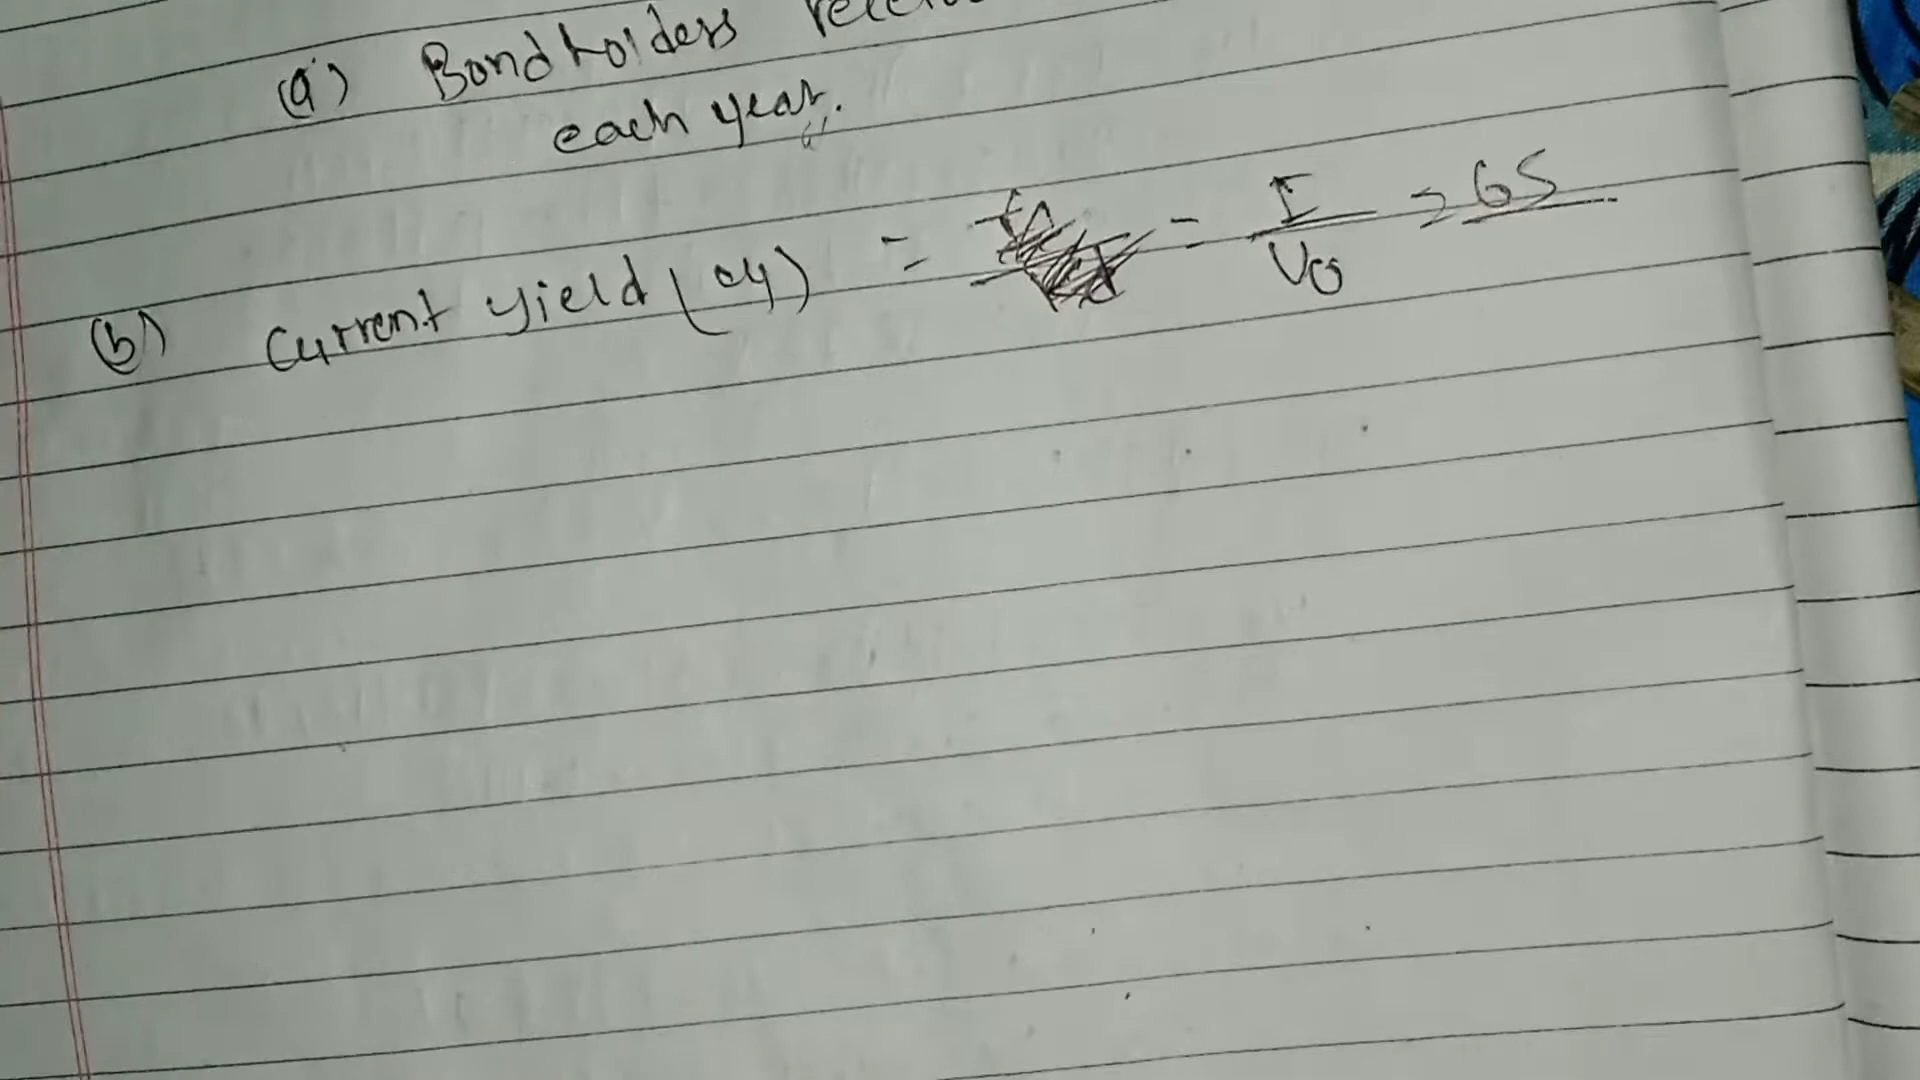 (a) Bondholders
each year.
(b) Current yield (cy) = = I/V0 = 65